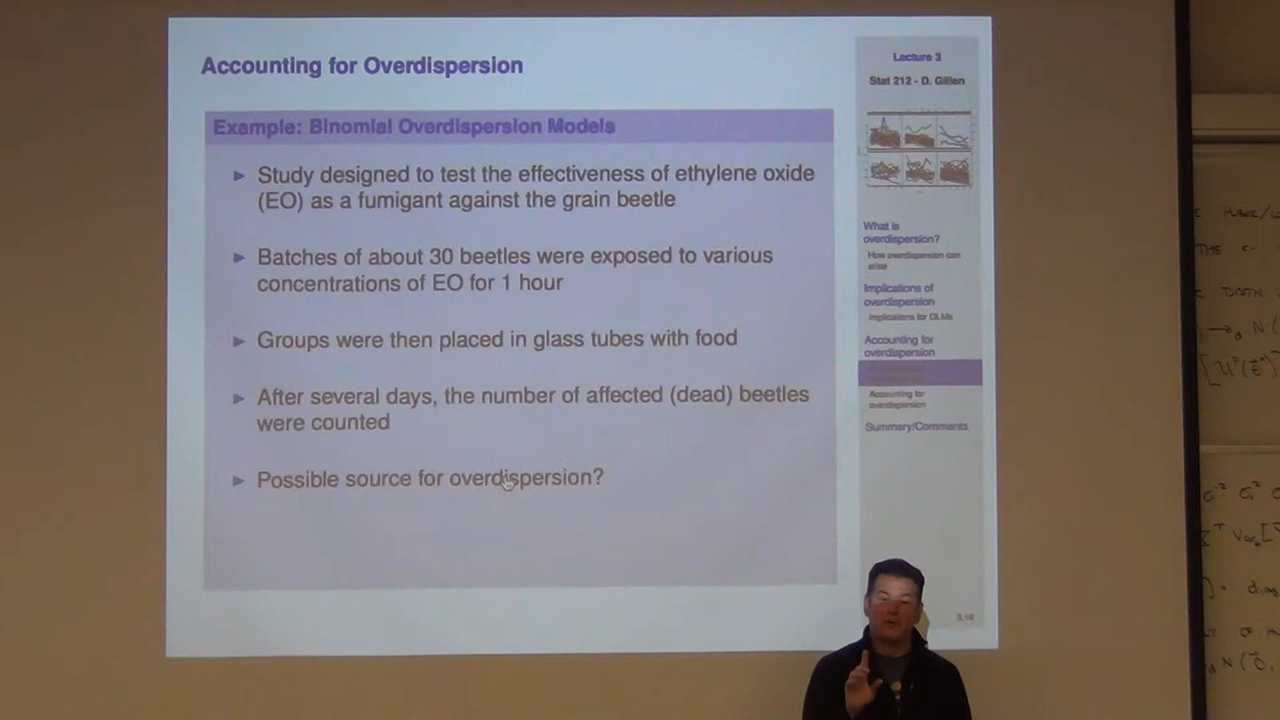 Accounting for Overdispersion
Example: Binomial Overdispersion Models
Study designed to test the effectiveness of ethylene oxide
(EO) as a fumigant against the grain beetle
Batches of about 30 beetles were exposed to various
concentrations of EO for 1 hour
Groups were then placed in glass tubes with food
After several days, the number of affected (dead) beetles
were counted
Possible source for overdispersion?
Lecture 3
Stat 212 - D. Gillen
What is
overdispersion?
How overdispersion can
arise
Implications of
overdispersion
Implications for GLMs
Accounting for
overdispersion
Accounting for
overdispersion
Summary/Comments
THE
DATA